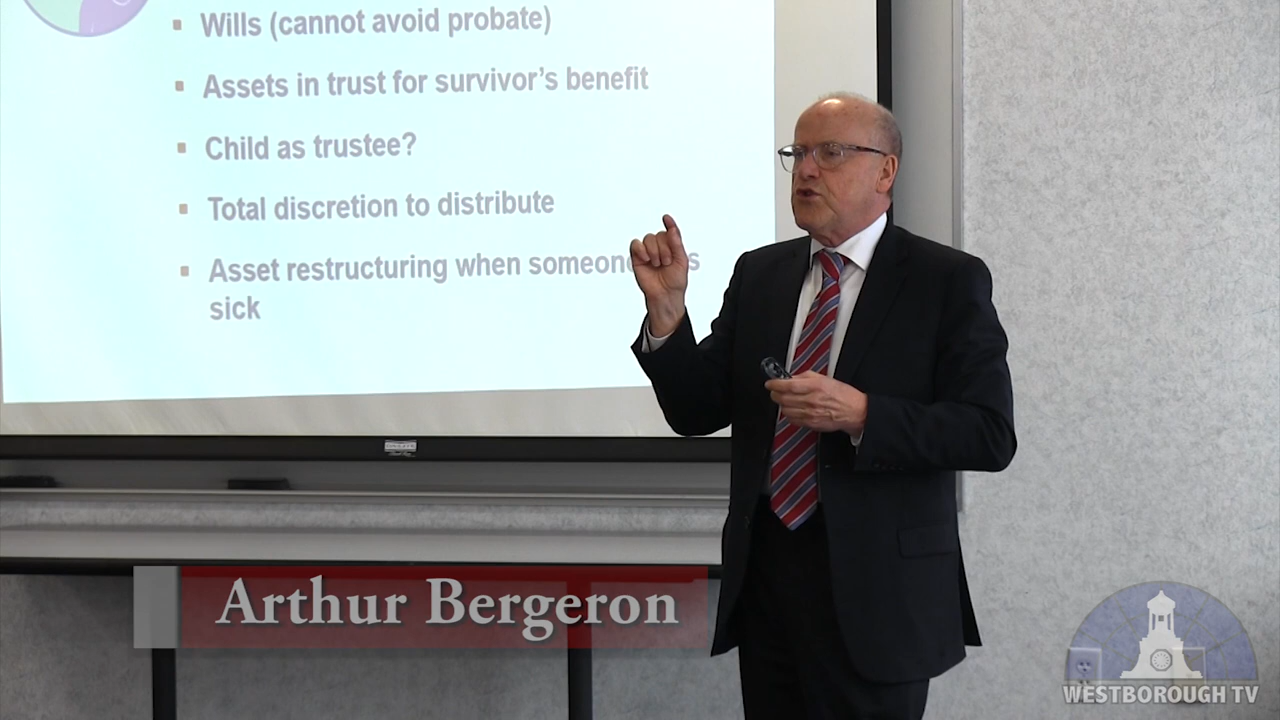 Wills (cannot avoid probate)
Assets in trust for survivor's benefit
Child as trustee?
Total discretion to distribute
Asset restructuring when someone
sick
Arthur Bergeron
WESTBOROUGH TV